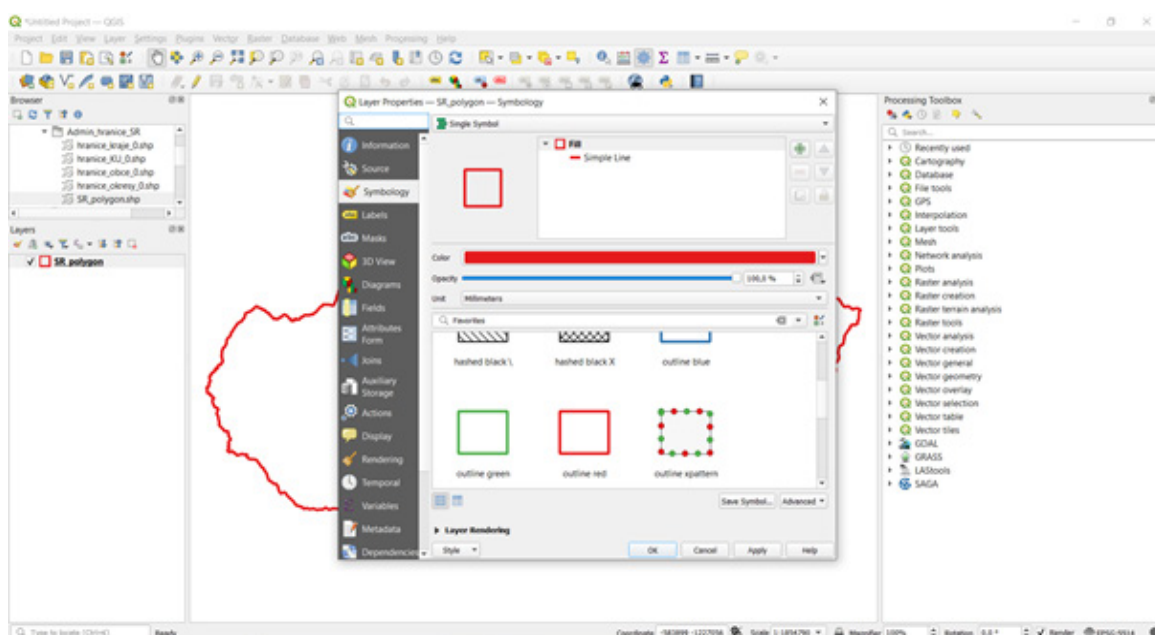 *Untitled Project — QGIS
Project Edit View Layer Settings Plugins Vector Raster Database Web Mesh Processing Help
Browser
Admin_hranice_SR
hranice_kraje_0.shp
hranice_KU_0.shp
hranice_obce_0.shp
hranice_okresy_0.shp
SR_polygon.shp
Layers
SR_polygon
Layer Properties — SR_polygon — Symbology
Information
Source
Symbology
Labels
Masks
3D View
Diagrams
Fields
Attributes
Form
Joins
Auxiliary
Storage
Actions
Display
Rendering
Temporal
Variables
Metadata
Dependencies
Single Symbol
Fill
Simple Line
Color
Opacity
100,0 %
Unit
Millimeters
Favorites
hashed black \
hashed black X
outline blue
outline green
outline red
outline xpattern
Save Symbol...
Advanced
Layer Rendering
Style
OK
Cancel
Apply
Help
Processing Toolbox
Search...
Recently used
Cartography
Database
File tools
GPS
Interpolation
Layer tools
Mesh
Network analysis
Plots
Raster analysis
Raster creation
Raster terrain analysis
Raster tools
Vector analysis
Vector creation
Vector general
Vector geometry
Vector overlay
Vector selection
Vector table
Vector tiles
GDAL
GRASS
LAStools
SAGA
Type to locate (Ctrl+K)
Ready
Coordinate
Scale
Magnifier 100%
Rotation 0,0 °
Render
EPSG:5514